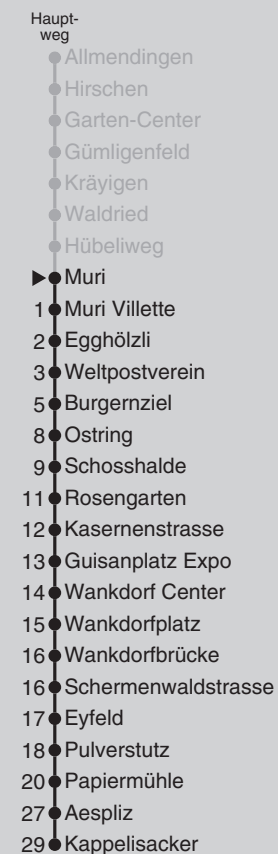 Haupt-
weg
Allmendingen
Hirschen
Garten-Center
Gümligenfeld
Kräyigen
Waldried
Hübeliweg
Muri
1 Muri Villette
2 Egghölzli
3 Weltpostverein
5 Burgernziel
8 Ostring
9 Schosshalde
11 Rosengarten
12 Kasernenstrasse
13 Guisanplatz Expo
14 Wankdorf Center
15 Wankdorfplatz
16 Wankdorfbrücke
16 Schermenwaldstrasse
17 Eyfeld
18 Pulverstutz
20 Papiermühle
27 Aespliz
29 Kappelisacker